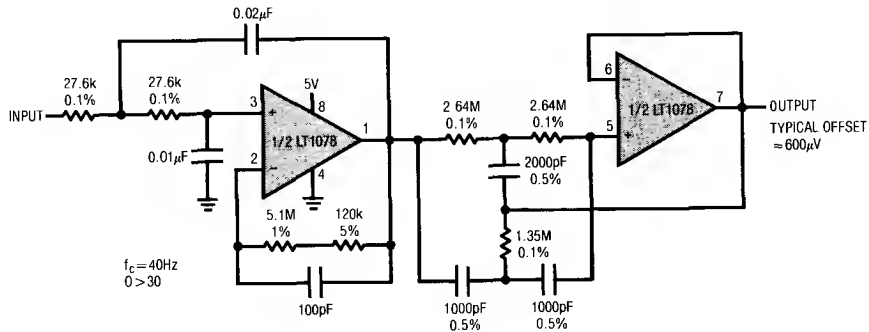 0.02µF
27.6k
0.1%
27.6k
0.1%
INPUT
0.01µF
3
+
5V
8
1/2 LT1078
1
2
−
4
5.1M
1%
120k
5%
100pF
fc=40Hz
0>30
2 64M
0.1%
2.64M
0.1%
2000pF
0.5%
1.35M
0.1%
1000pF
0.5%
1000pF
0.5%
6
−
1/2 LT1078
5
+
7
OUTPUT
TYPICAL OFFSET
≈600µV